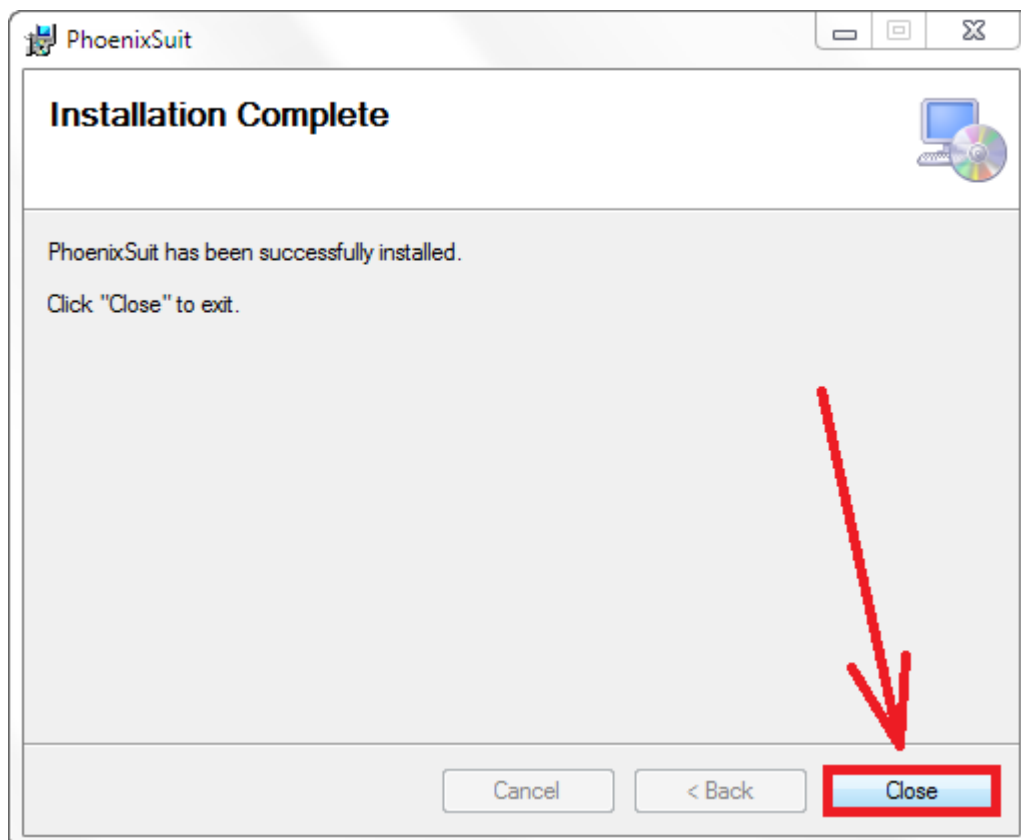 PhoenixSuit
Installation Complete
PhoenixSuit has been successfully installed.
Click "Close" to exit.
Cancel
< Back
Close